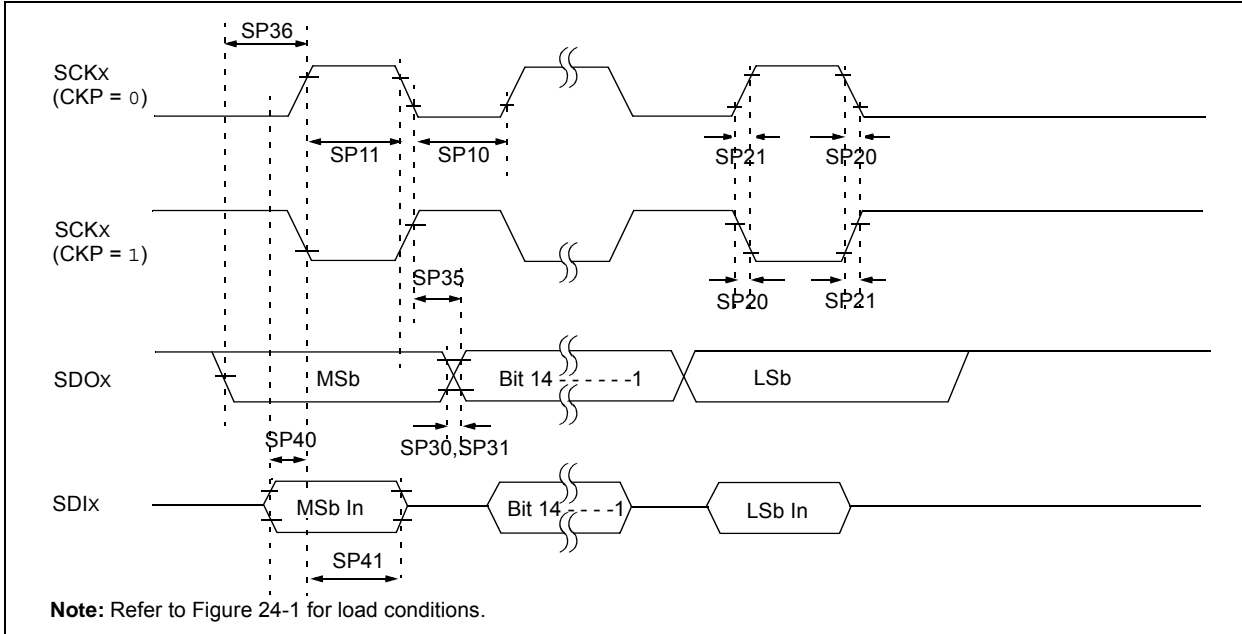 SP36
SCKx
(CKP = 0)
SP11
SP10
SP21
SP20
SCKx
(CKP = 1)
SP35
SP20
SP21
SDOx
MSb
Bit 14 - - - - - -1
LSb
SP40
SP30,SP31
SDIx
MSb In
Bit 14 - - - -1
LSb In
SP41
Note: Refer to Figure 24-1 for load conditions.